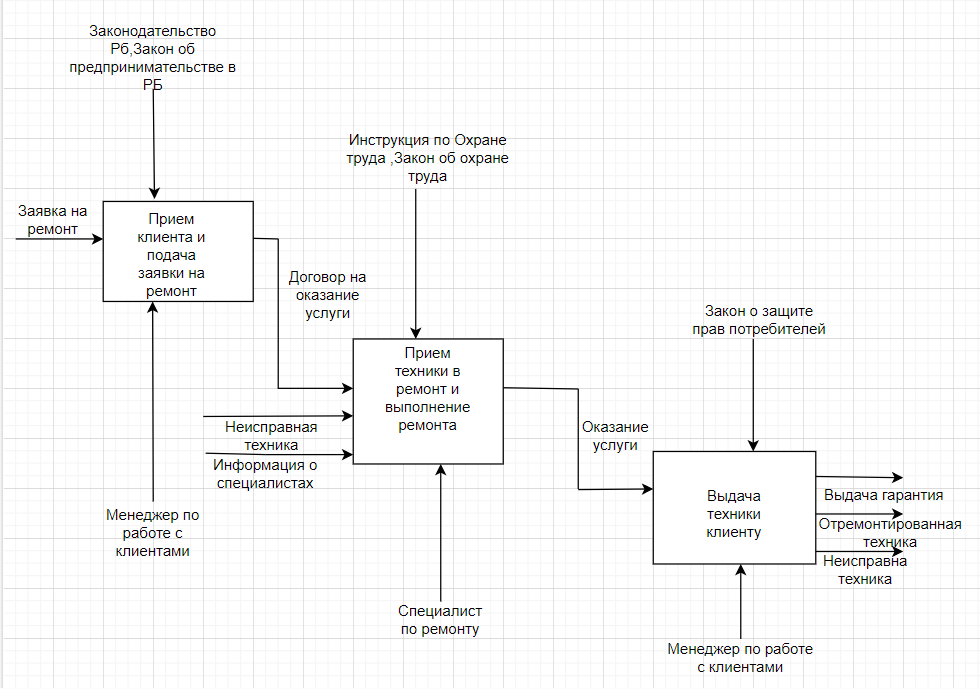 Законодательство
Рб,Закон об
предпринимательстве в
РБ
Инструкция по Охране
труда ,Закон об охране
труда
Заявка на
ремонт
Прием
клиента и
подача
заявки на
ремонт
Договор на
оказание
услуги
Закон о защите
прав потребителей
Прием
техники в
ремонт и
выполнение
ремонта
Неисправная
техника
Информация о
специалистах
Оказание
услуги
Выдача
техники
клиенту
Выдача гарантия
Отремонтированная
техника
Неисправна
техника
Менеджер по
работе с
клиентами
Специалист
по ремонту
Менеджер по работе
с клиентами